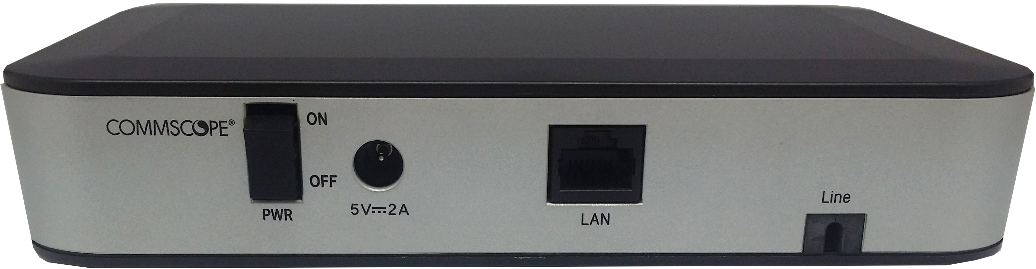 COMMSCOPE®
ON
OFF
PWR
5V⎓2A
LAN
Line